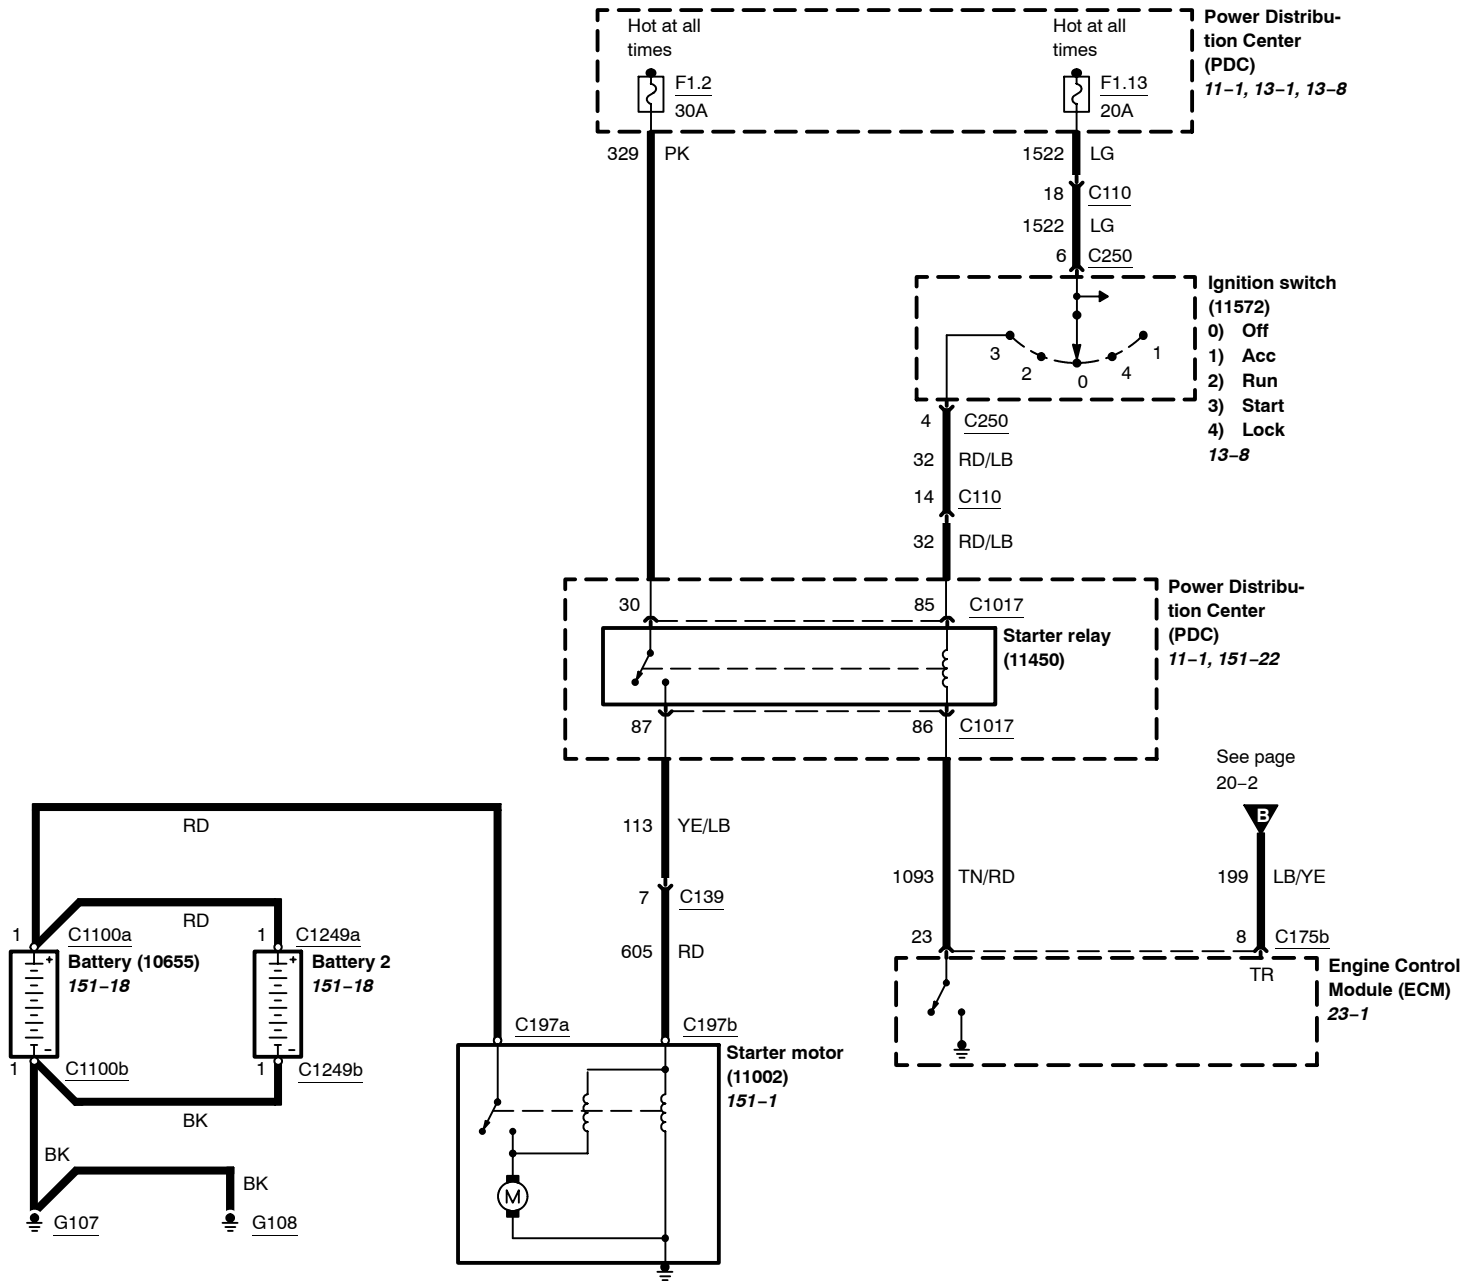 Hot at all
times
F1.2
30A
Hot at all
times
F1.13
20A
Power Distribu-
tion Center
(PDC)
11−1, 13−1, 13−8
329 PK
1522 LG
18 C110
1522 LG
6 C250
Ignition switch
(11572)
0) Off
1) Acc
2) Run
3) Start
4) Lock
13−8
3
2
0
4
1
4 C250
32 RD/LB
14 C110
32 RD/LB
Power Distribu-
tion Center
(PDC)
11−1, 151−22
30
85 C1017
Starter relay
(11450)
87
86 C1017
See page
20−2
B
RD
113 YE/LB
1093 TN/RD
199 LB/YE
7 C139
RD
1 C1100a
1 C1249a
23
8 C175b
605 RD
Battery (10655)
151−18
+
−
Battery 2
151−18
+
−
TR
Engine Control
Module (ECM)
23−1
C197a
C197b
Starter motor
(11002)
151−1
1 C1100b
1 C1249b
BK
BK
BK
M
G107
G108